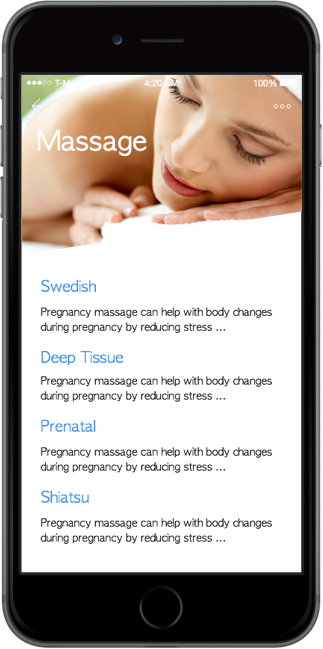 4:20
100%
Massage
Swedish
Pregnancy massage can help with body changes
during pregnancy by reducing stress ...
Deep Tissue
Pregnancy massage can help with body changes
during pregnancy by reducing stress ...
Prenatal
Pregnancy massage can help with body changes
during pregnancy by reducing stress ...
Shiatsu
Pregnancy massage can help with body changes
during pregnancy by reducing stress ...